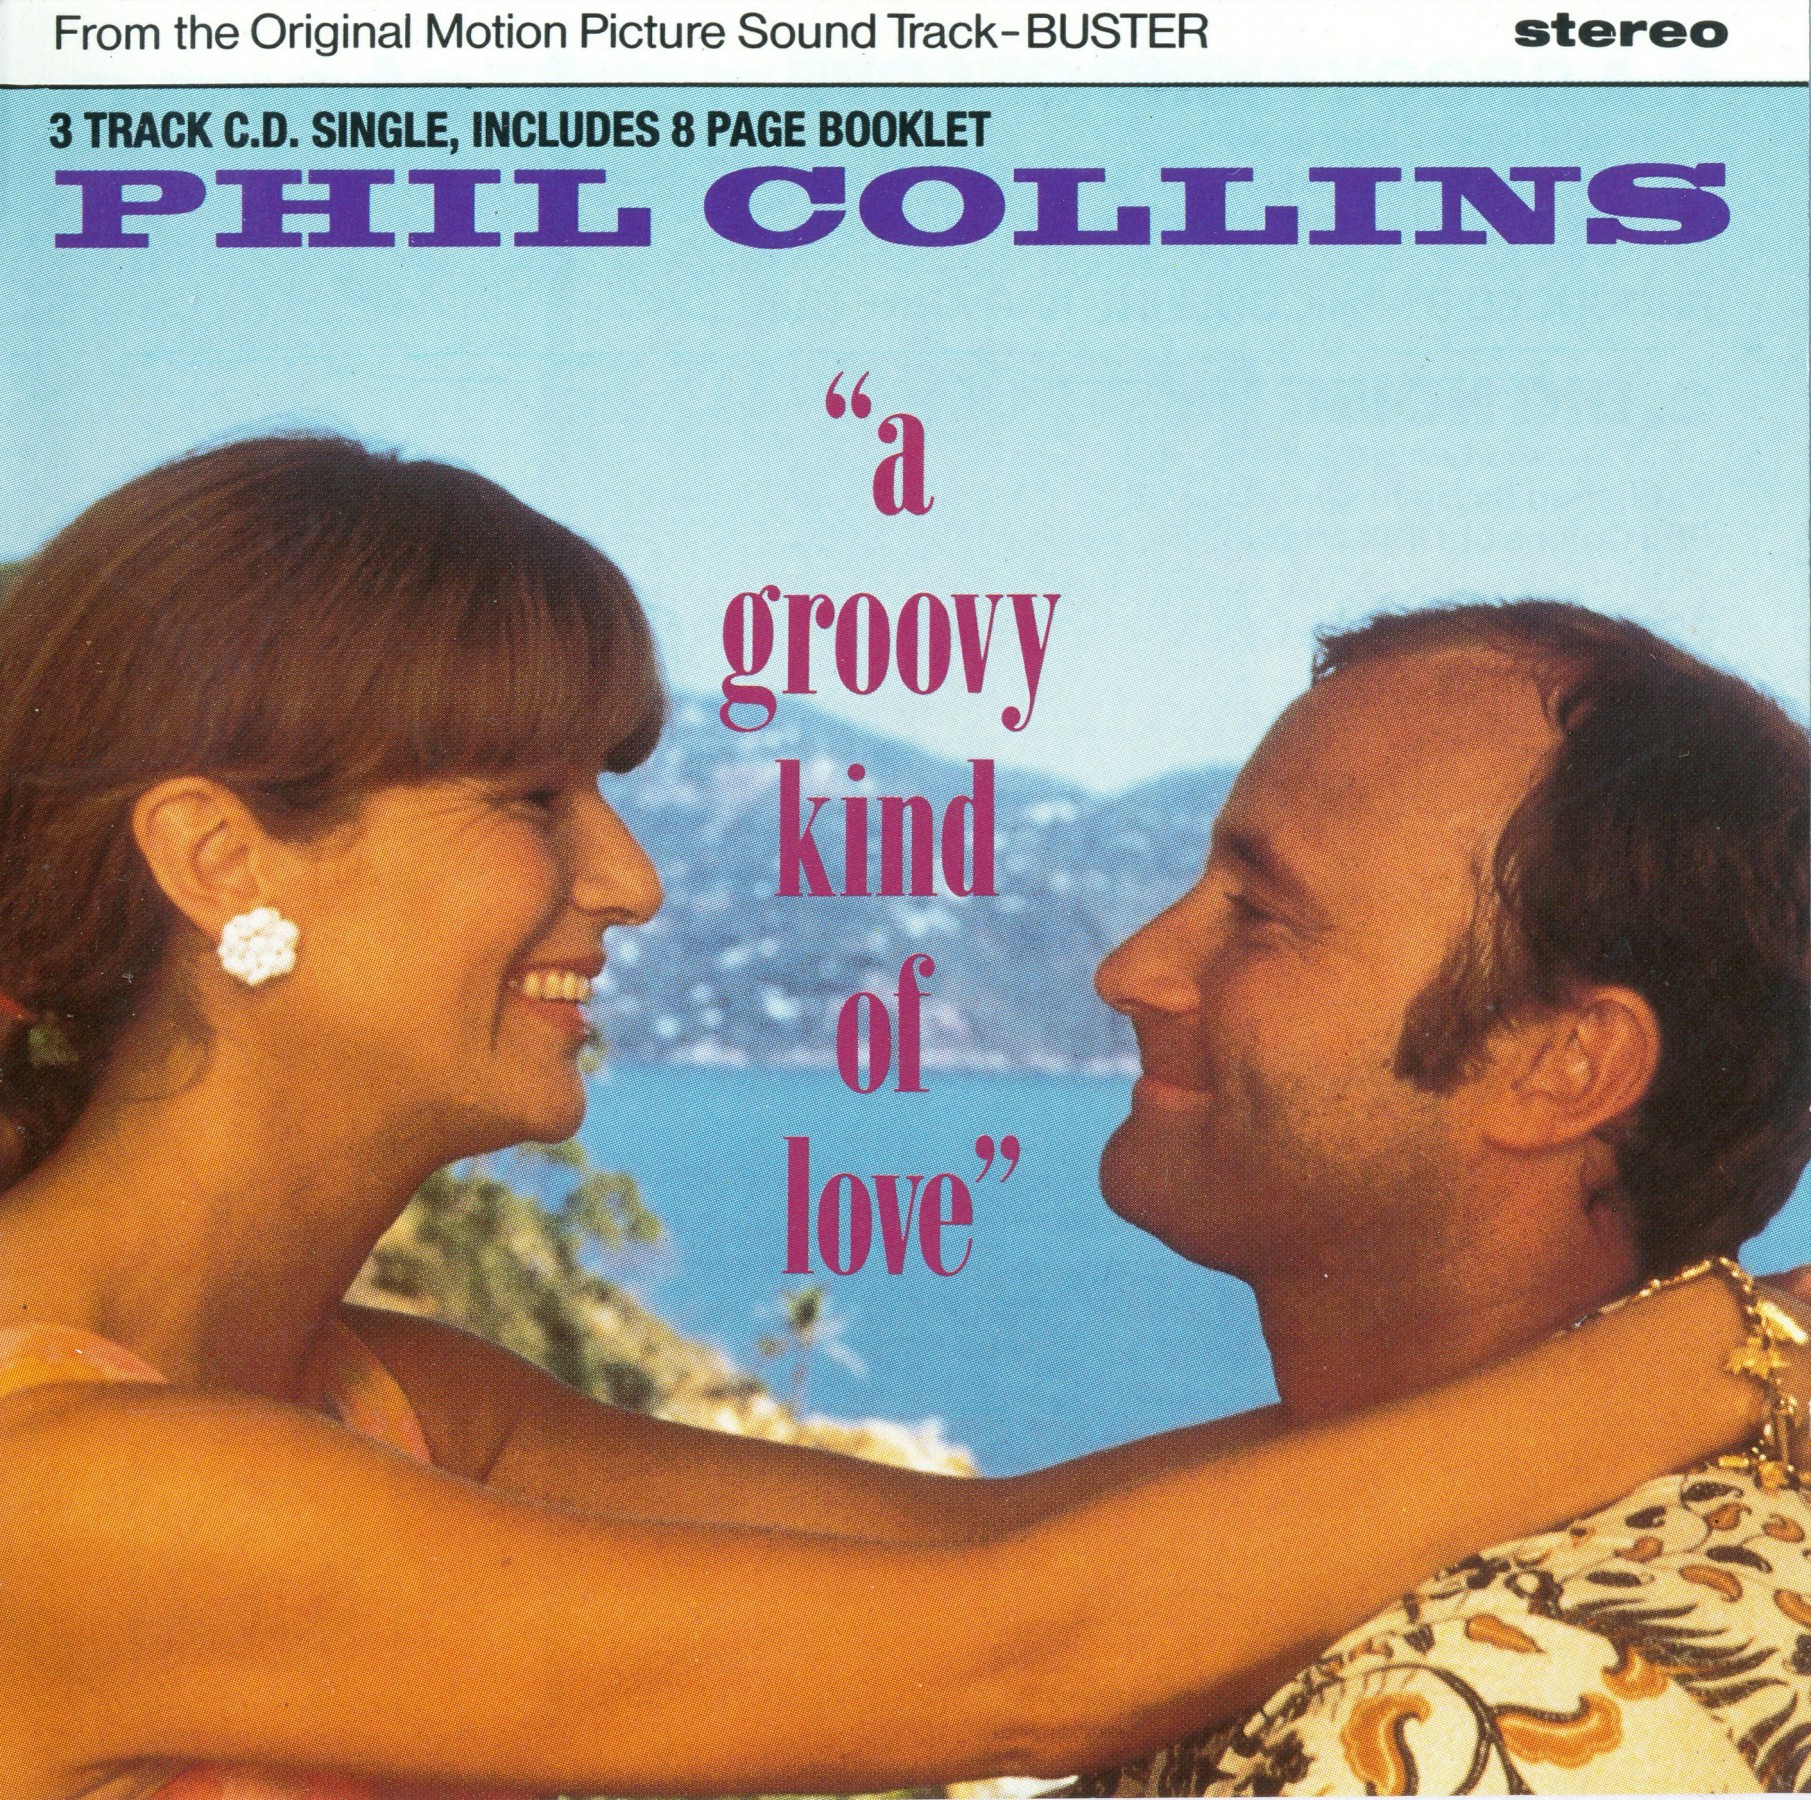 From the Original Motion Picture Sound Track-BUSTER stereo
3 TRACK C.D. SINGLE, INCLUDES 8 PAGE BOOKLET
PHIL COLLINS
“a
groovy
kind
of
love”